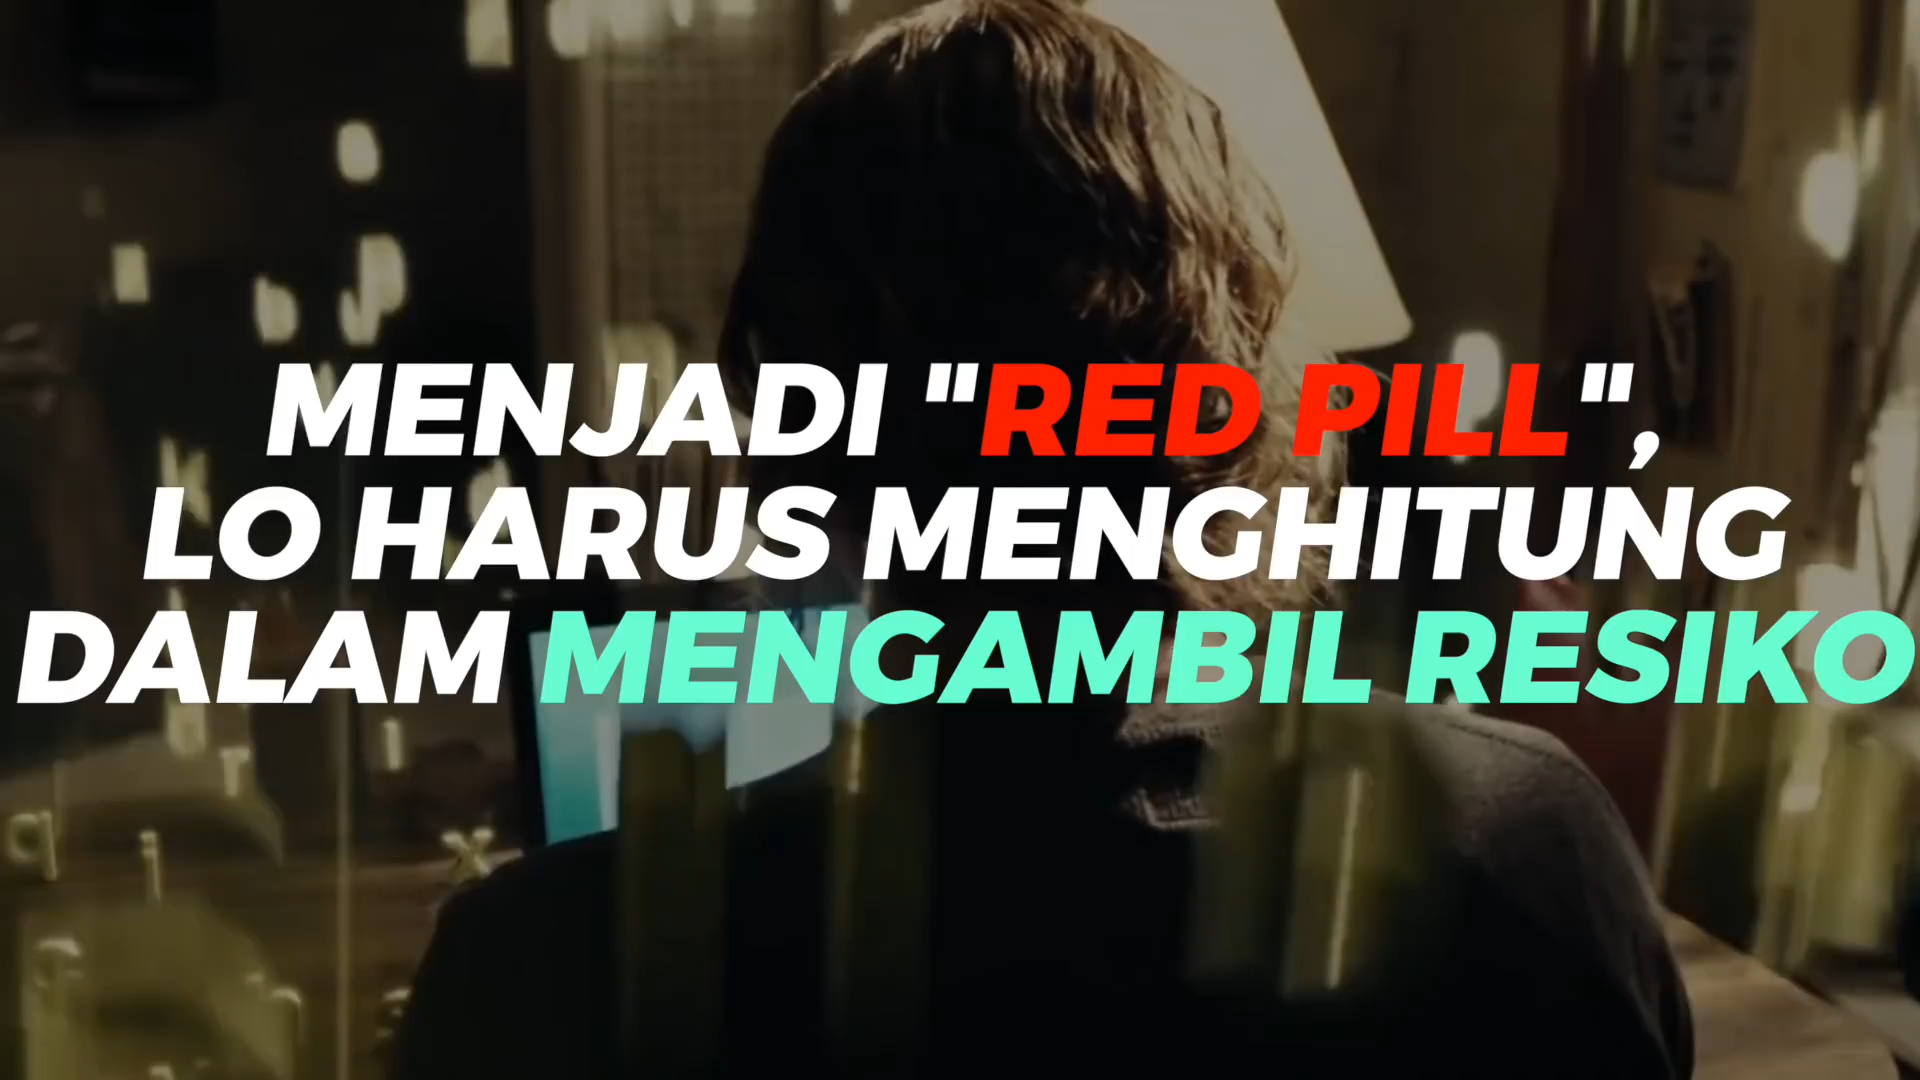 MENJADI "RED PILL",
LO HARUS MENGHITUNG
DALAM MENGAMBIL RESIKO